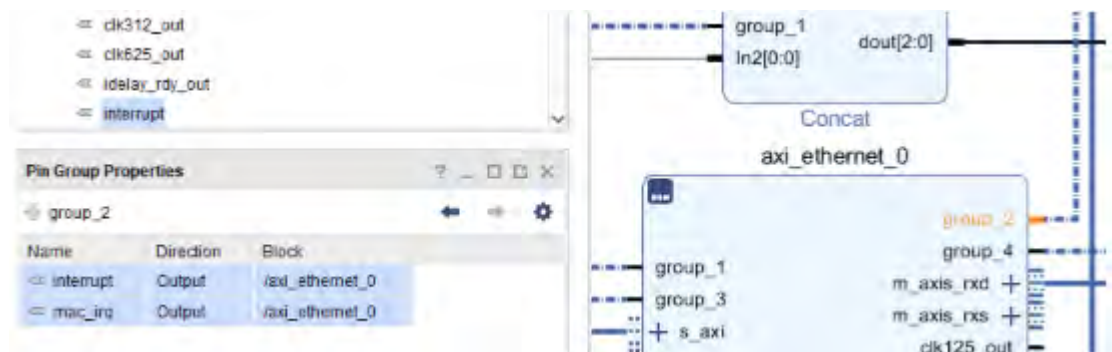 clk312_out
clk625_out
idelay_rdy_out
interrupt
Pin Group Properties
group_2
Name Direction Block
interrupt Output /axi_ethernet_0
mac_irq Output /axi_ethernet_0
group_1
In2[0:0]
dout[2:0]
Concat
axi_ethernet_0
group_2
group_4
group_1
m_axis_rxd
group_3
m_axis_rxs
s_axi
clk125_out